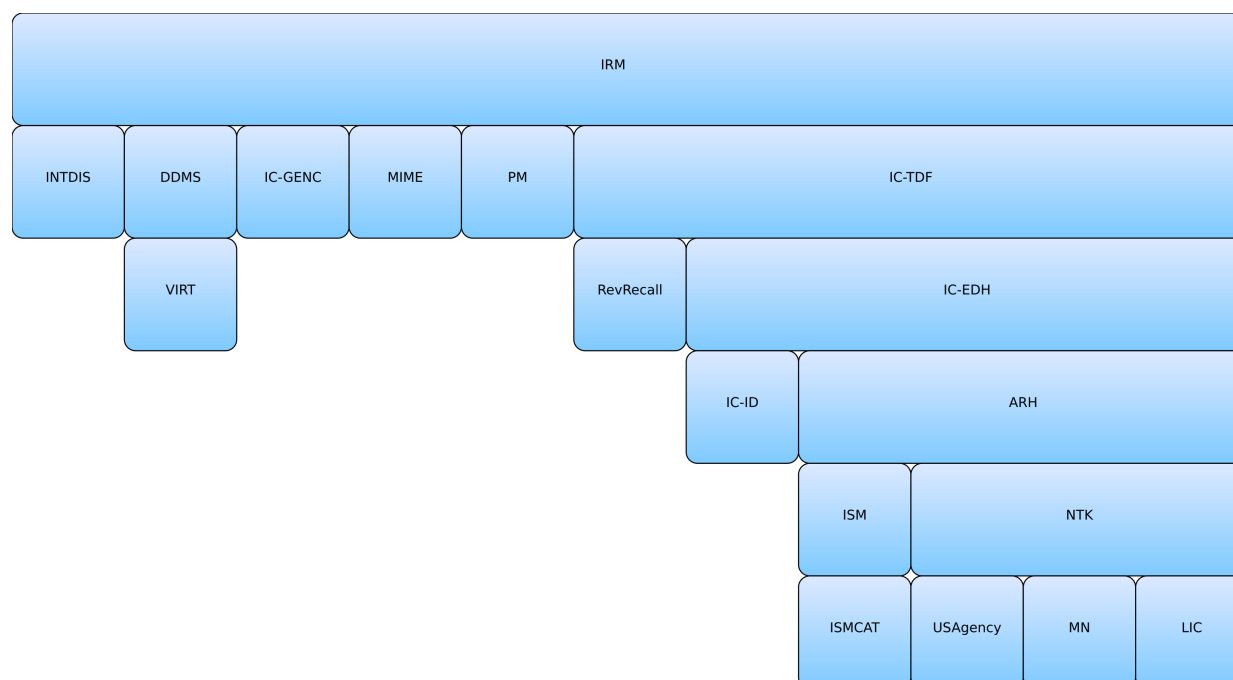 IRM
INTDIS DDMS IC-GENC MIME PM IC-TDF
VIRT RevRecall IC-EDH
IC-ID ARH
ISM NTK
ISMCAT USAgency MN LIC